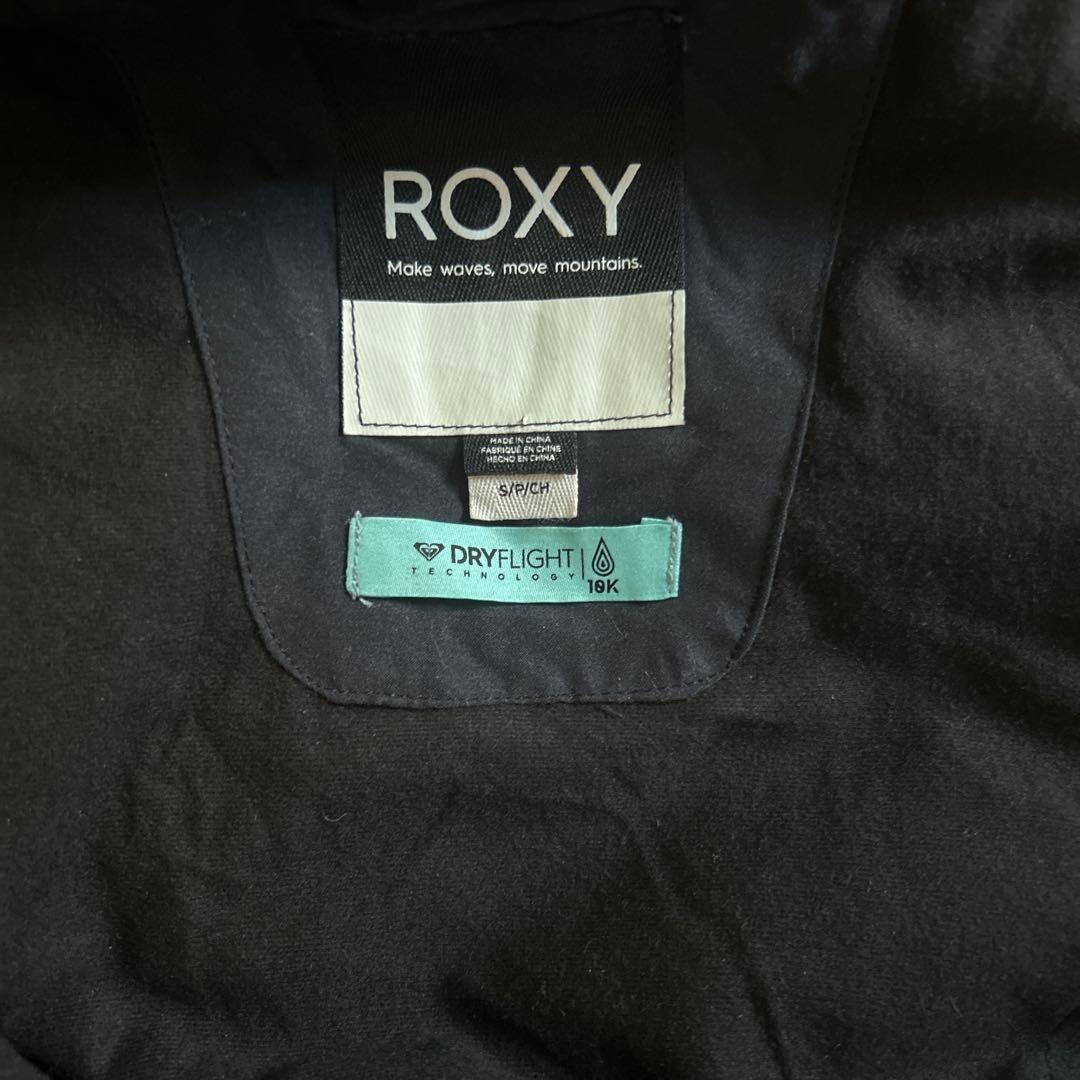 ROXY
Make waves, move mountains.
MADE IN CHINA
FABRIQUÉ EN CHINE
HECHO EN CHINA
S/P/CH
DRYFLIGHT
TECHNOLOGY
10K